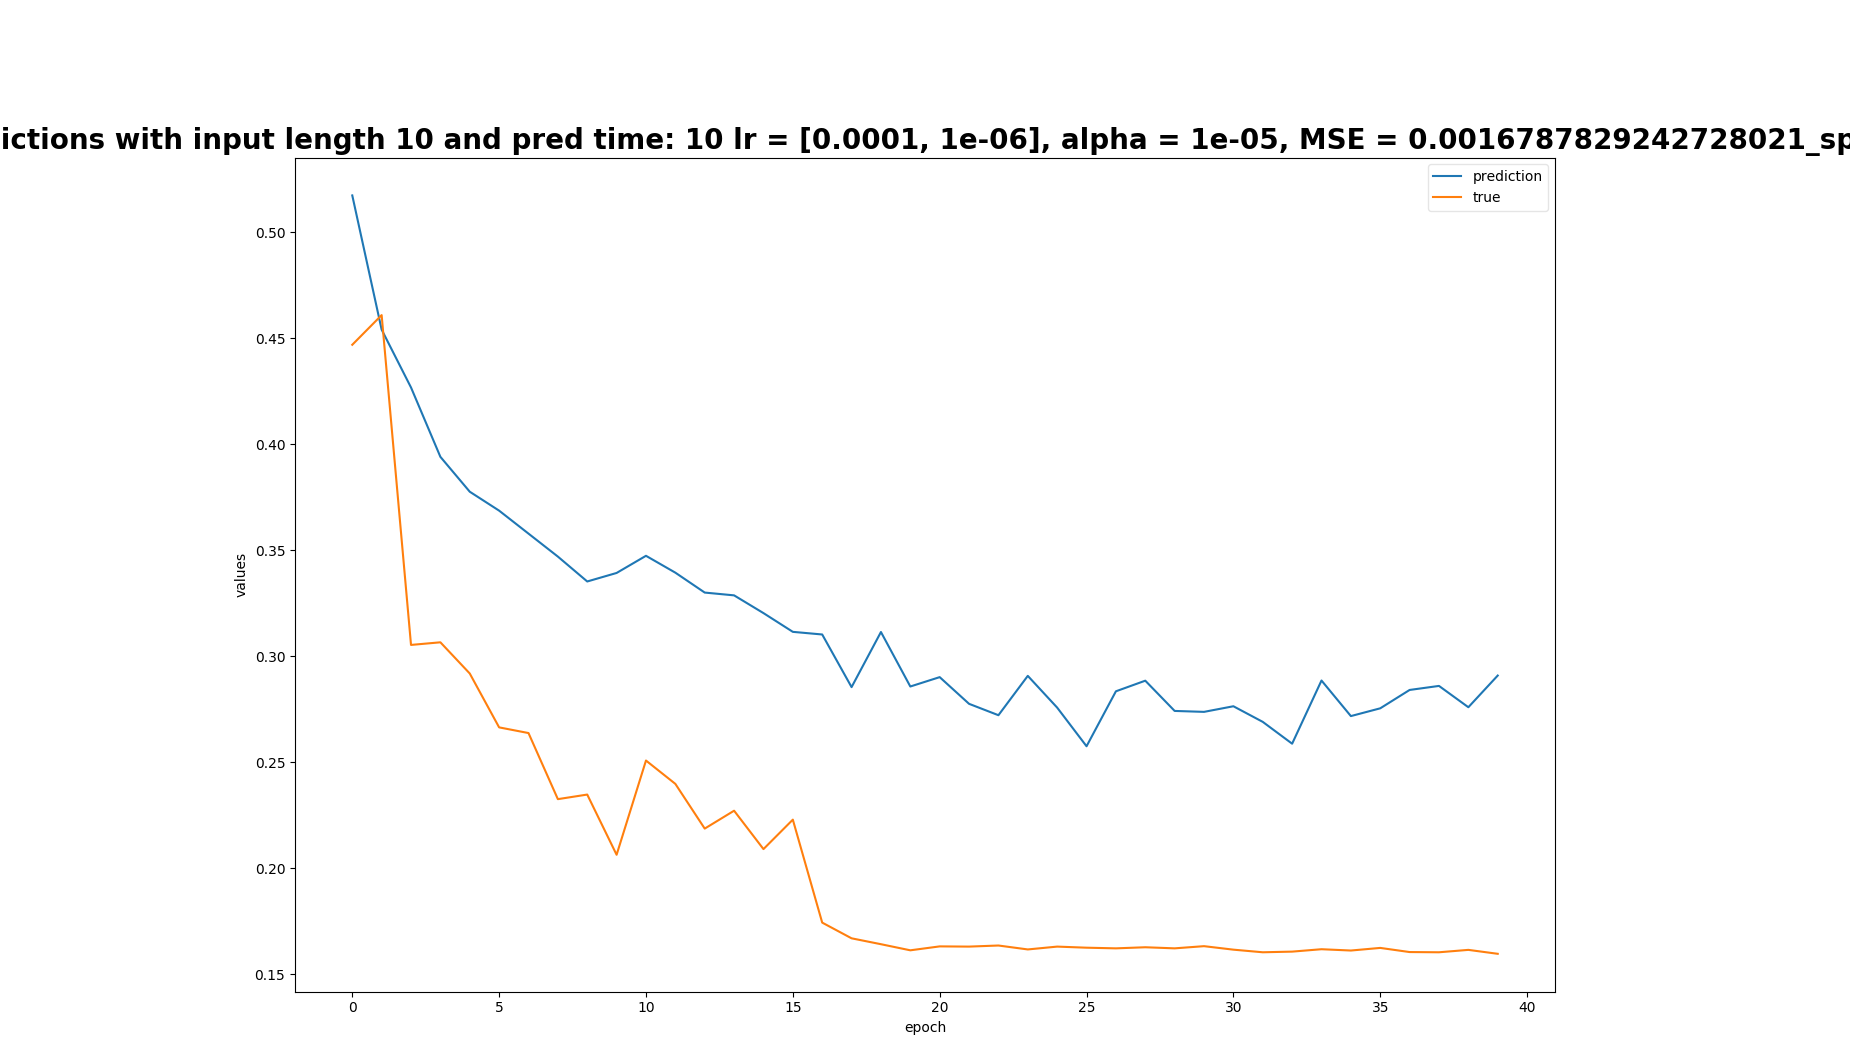 ictions with input length 10 and pred time: 10 lr = [0.0001, 1e-06], alpha = 1e-05, MSE = 0.0016787829242728021_sp
prediction
true
0.50
0.45
0.40
0.35
0.30
0.25
0.20
0.15
values
0 5 10 15 20 25 30 35 40
epoch